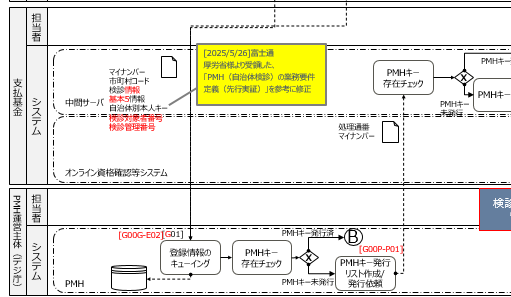 支払基金
担当者
システム
[2025/5/26]富士通
厚労省様より受領した、
「PMH（自治体検診）の業務要件
定義（先行実証）」を参考に修正
マイナンバー
市町村コード
検診情報
基本5情報
自治体別本人キー
検診対象者番号
検診管理番号
中間サーバ
PMHキー
存在チェック
PMHキ
PMHキー
未発行
PMHキ
処理通番
マイナンバー
オンライン資格確認等システム
PMH運営主体（デジ庁）
担当者
システム
検診
[G00G-E02][G01]
登録情報の
キューイング
PMHキー
存在チェック
PMHキー発行済
B
[G00P-P01]
PMHキー発行
リスト作成/
発行依頼
PMHキー未発行
PMH